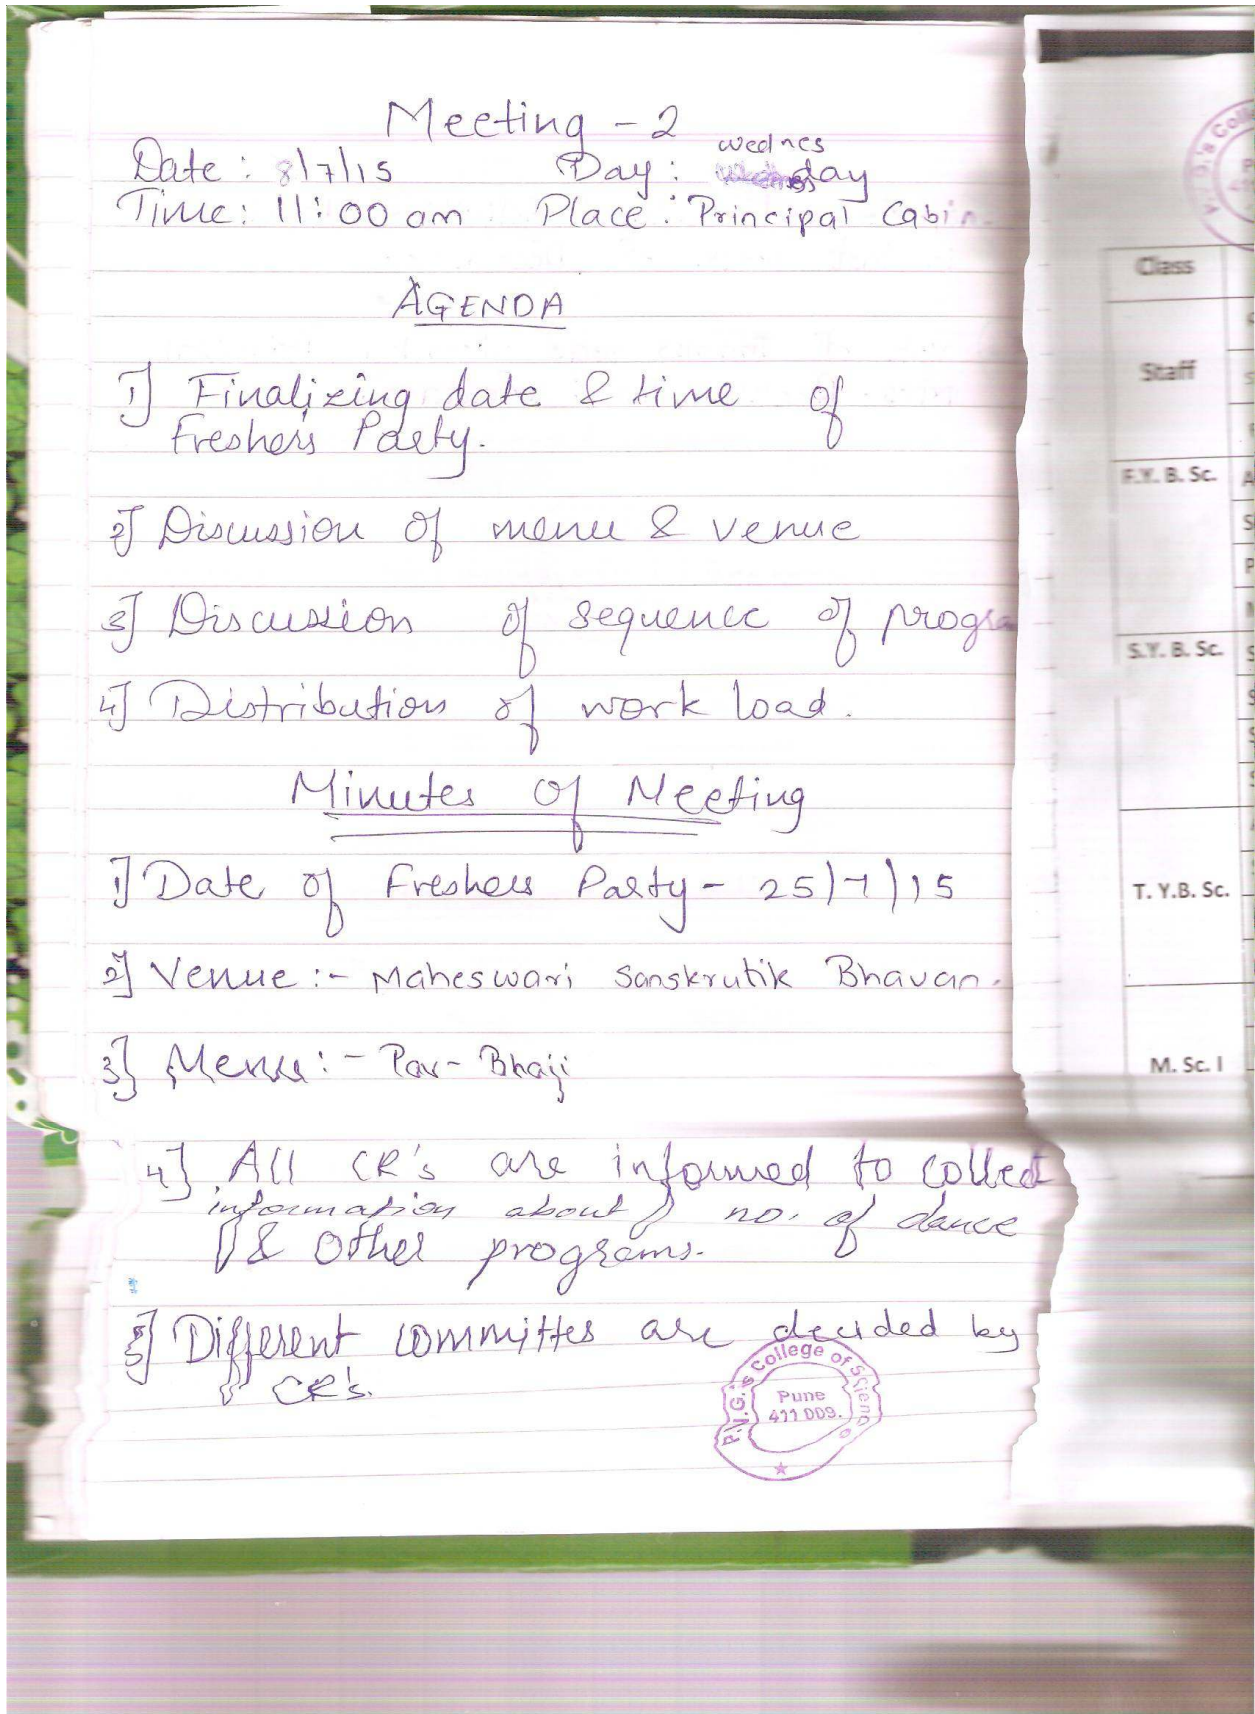 Meeting - 2
Date : 8/7/15 Day : wednesday
Time : 11:00 am Place : Principal Cabin.
AGENDA
1] Finalizing date & time of
Freshers Party.
2] Discussion of menu & venue
3] Discussion of sequence of progra
4] Distribution of work load.
Minutes of Meeting
1] Date of Freshers Party - 25/7/15
2] Venue :- Maheswari Sanskrutik Bhavan.
3] Menu :- Pav-Bhaji
4] All CR's are informed to collect
information about no. of dance
& other programs.
5] Different committes are decided by
CR's.
P.V.G.'s College of Science
Pune
411 009.
Class
Staff
F.Y. B. Sc.
S.Y. B. Sc.
T. Y.B. Sc.
M. Sc. I